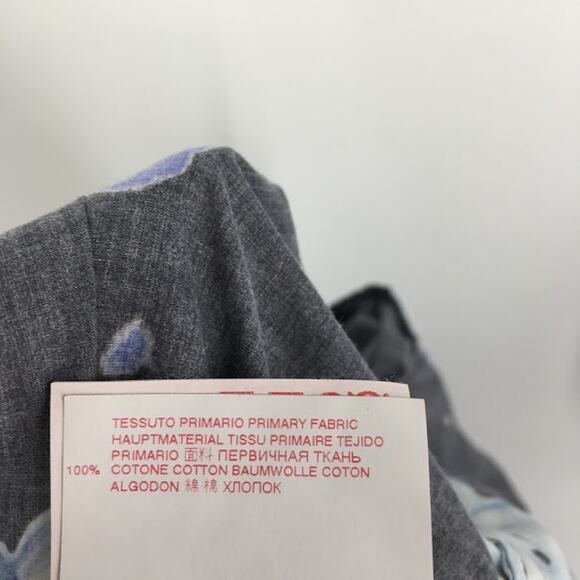 TESSUTO PRIMARIO PRIMARY FABRIC
HAUPTMATERIAL TISSU PRIMAIRE TEJIDO
PRIMARIO 面料 ПЕРВИЧНАЯ ТКАНЬ
100% COTONE COTTON BAUMWOLLE COTON
ALGODON 綿 棉 ХЛОПОК